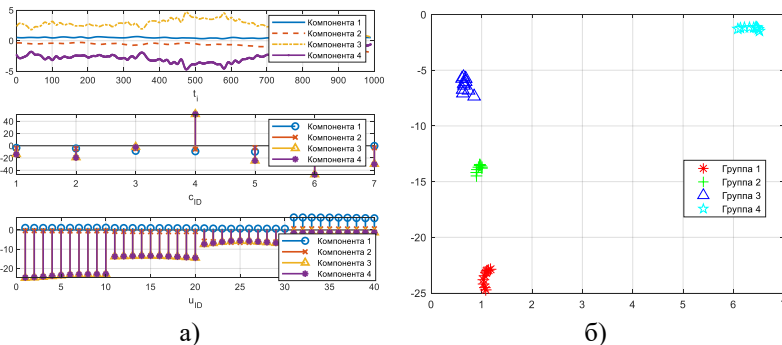 5
0
-5
0 100 200 300 400 500 600 700 800 900 1000
t_i
Компонента 1
Компонента 2
Компонента 3
Компонента 4
40
20
0
-20
-40
1 2 3 4 5 6 7
c_ID
Компонента 1
Компонента 2
Компонента 3
Компонента 4
0
-10
-20
0 5 10 15 20 25 30 35 40
u_ID
Компонента 1
Компонента 2
Компонента 3
Компонента 4
а)
0
-5
-10
-15
-20
-25
0 1 2 3 4 5 6 7
Группа 1
Группа 2
Группа 3
Группа 4
б)